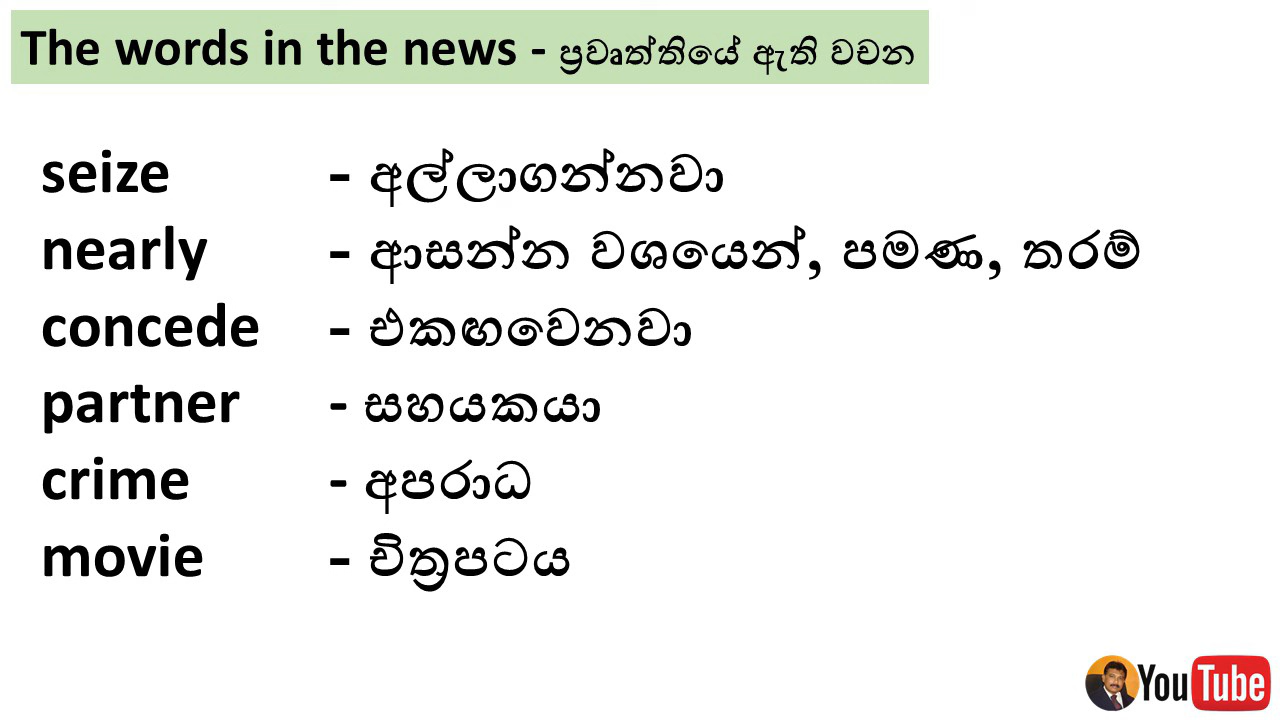 The words in the news - ප්‍රවෘත්තියේ ඇති වචන
seize - අල්ලාගන්නවා
nearly - ආසන්න වශයෙන්, පමණ, තරම්
concede - එකඟවෙනවා
partner - සහයකයා
crime - අපරාධ
movie - චිත්‍රපටය
YouTube